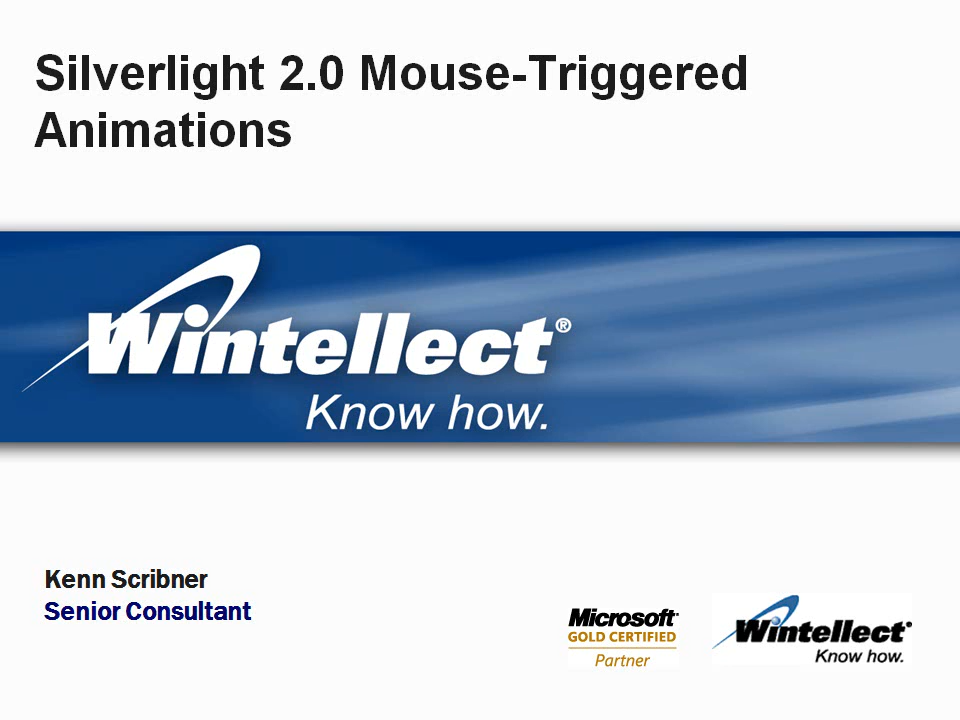 Silverlight 2.0 Mouse-Triggered
Animations
Wintellect®
Know how.
Kenn Scribner
Senior Consultant
Microsoft
GOLD CERTIFIED
Partner
Wintellect
Know how.